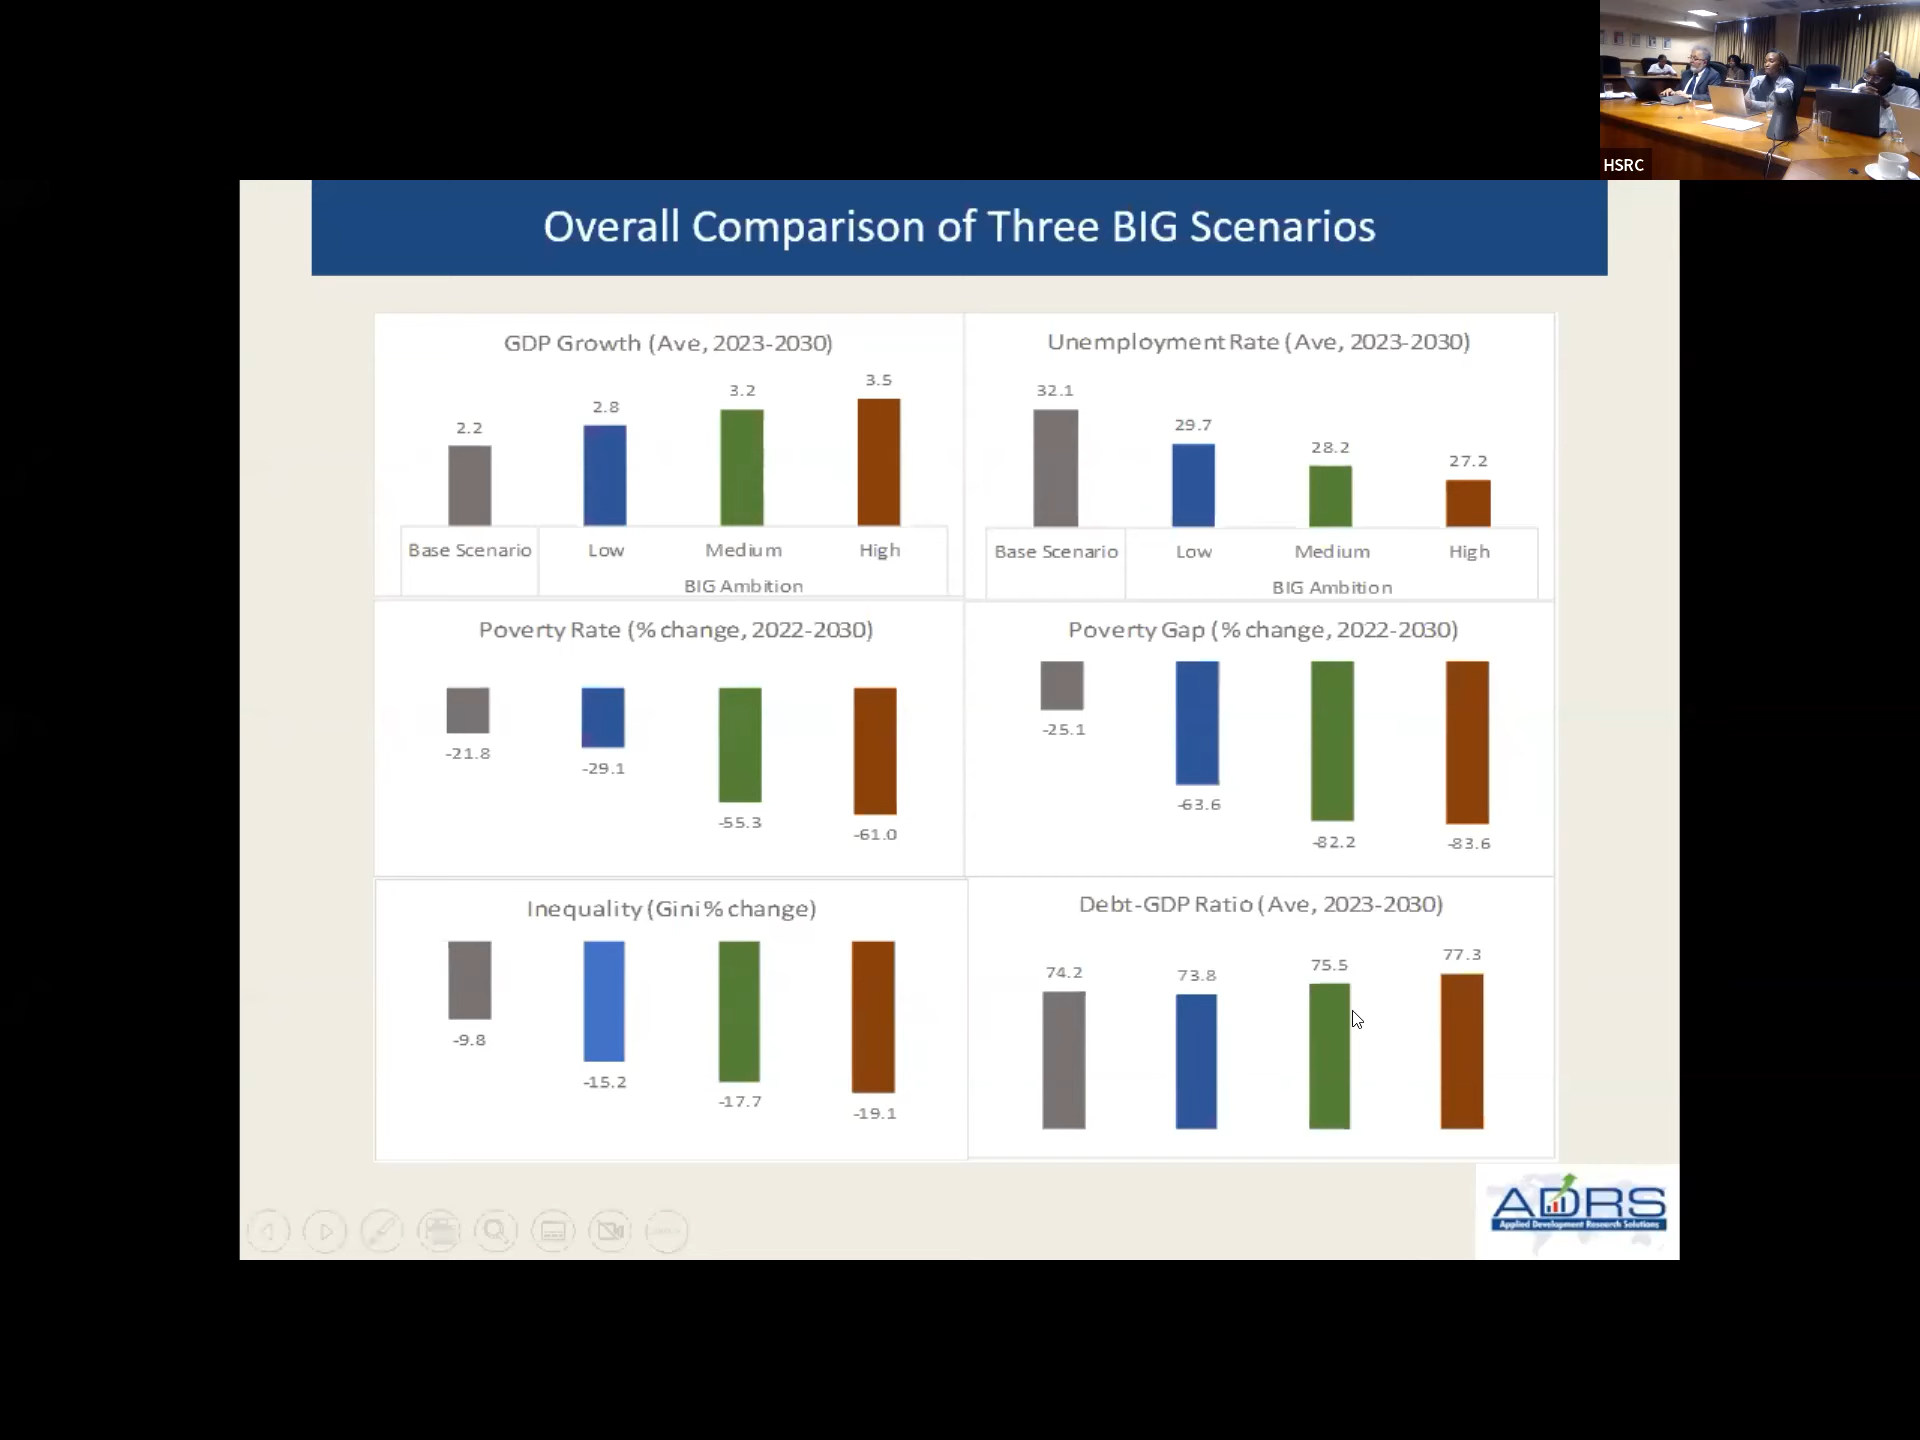 HSRC
Overall Comparison of Three BIG Scenarios
GDP Growth (Ave, 2023-2030)
2.2
2.8
3.2
3.5
Base Scenario
Low
Medium
High
BIG Ambition
Unemployment Rate (Ave, 2023-2030)
32.1
29.7
28.2
27.2
Base Scenario
Low
Medium
High
BIG Ambition
Poverty Rate (% change, 2022-2030)
-21.8
-29.1
-55.3
-61.0
Poverty Gap (% change, 2022-2030)
-25.1
-63.6
-82.2
-83.6
Inequality (Gini % change)
-9.8
-15.2
-17.7
-19.1
Debt-GDP Ratio (Ave, 2023-2030)
74.2
73.8
75.5
77.3
ADRS
Applied Development Research Solutions